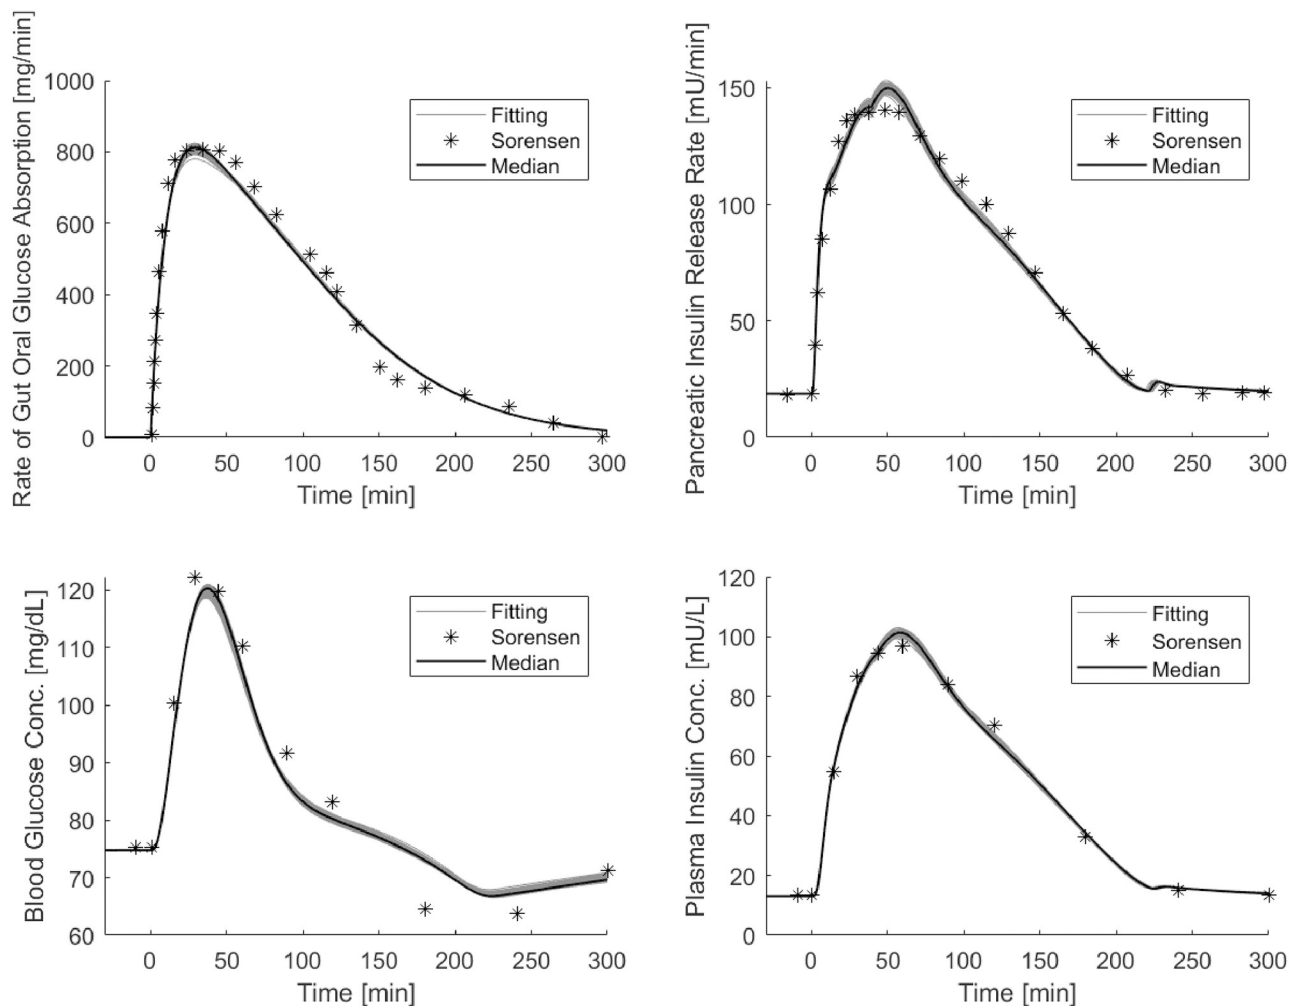 Rate of Gut Oral Glucose Absorption [mg/min]
1000
800
600
400
200
0
0 50 100 150 200 250 300
Time [min]
Fitting
Sorensen
Median
Pancreatic Insulin Release Rate [mU/min]
150
100
50
0
0 50 100 150 200 250 300
Time [min]
Fitting
Sorensen
Median
Blood Glucose Conc. [mg/dL]
120
110
100
90
80
70
60
0 50 100 150 200 250 300
Time [min]
Fitting
Sorensen
Median
Plasma Insulin Conc. [mU/L]
120
100
80
60
40
20
0
0 50 100 150 200 250 300
Time [min]
Fitting
Sorensen
Median